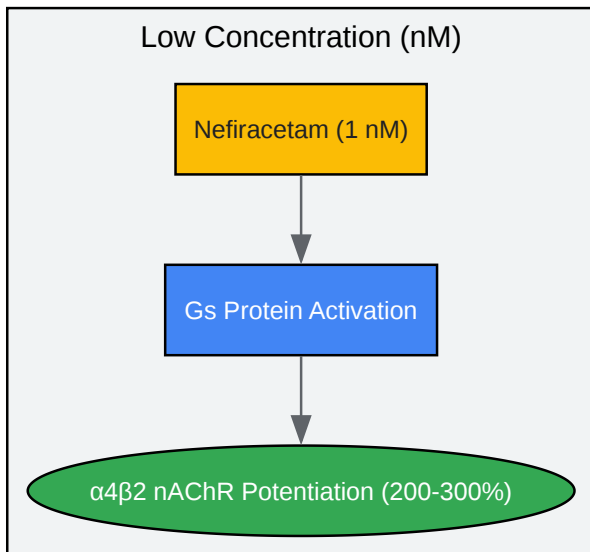 Low Concentration (nM)
Nefiracetam (1 nM)
Gs Protein Activation
α4β2 nAChR Potentiation (200-300%)